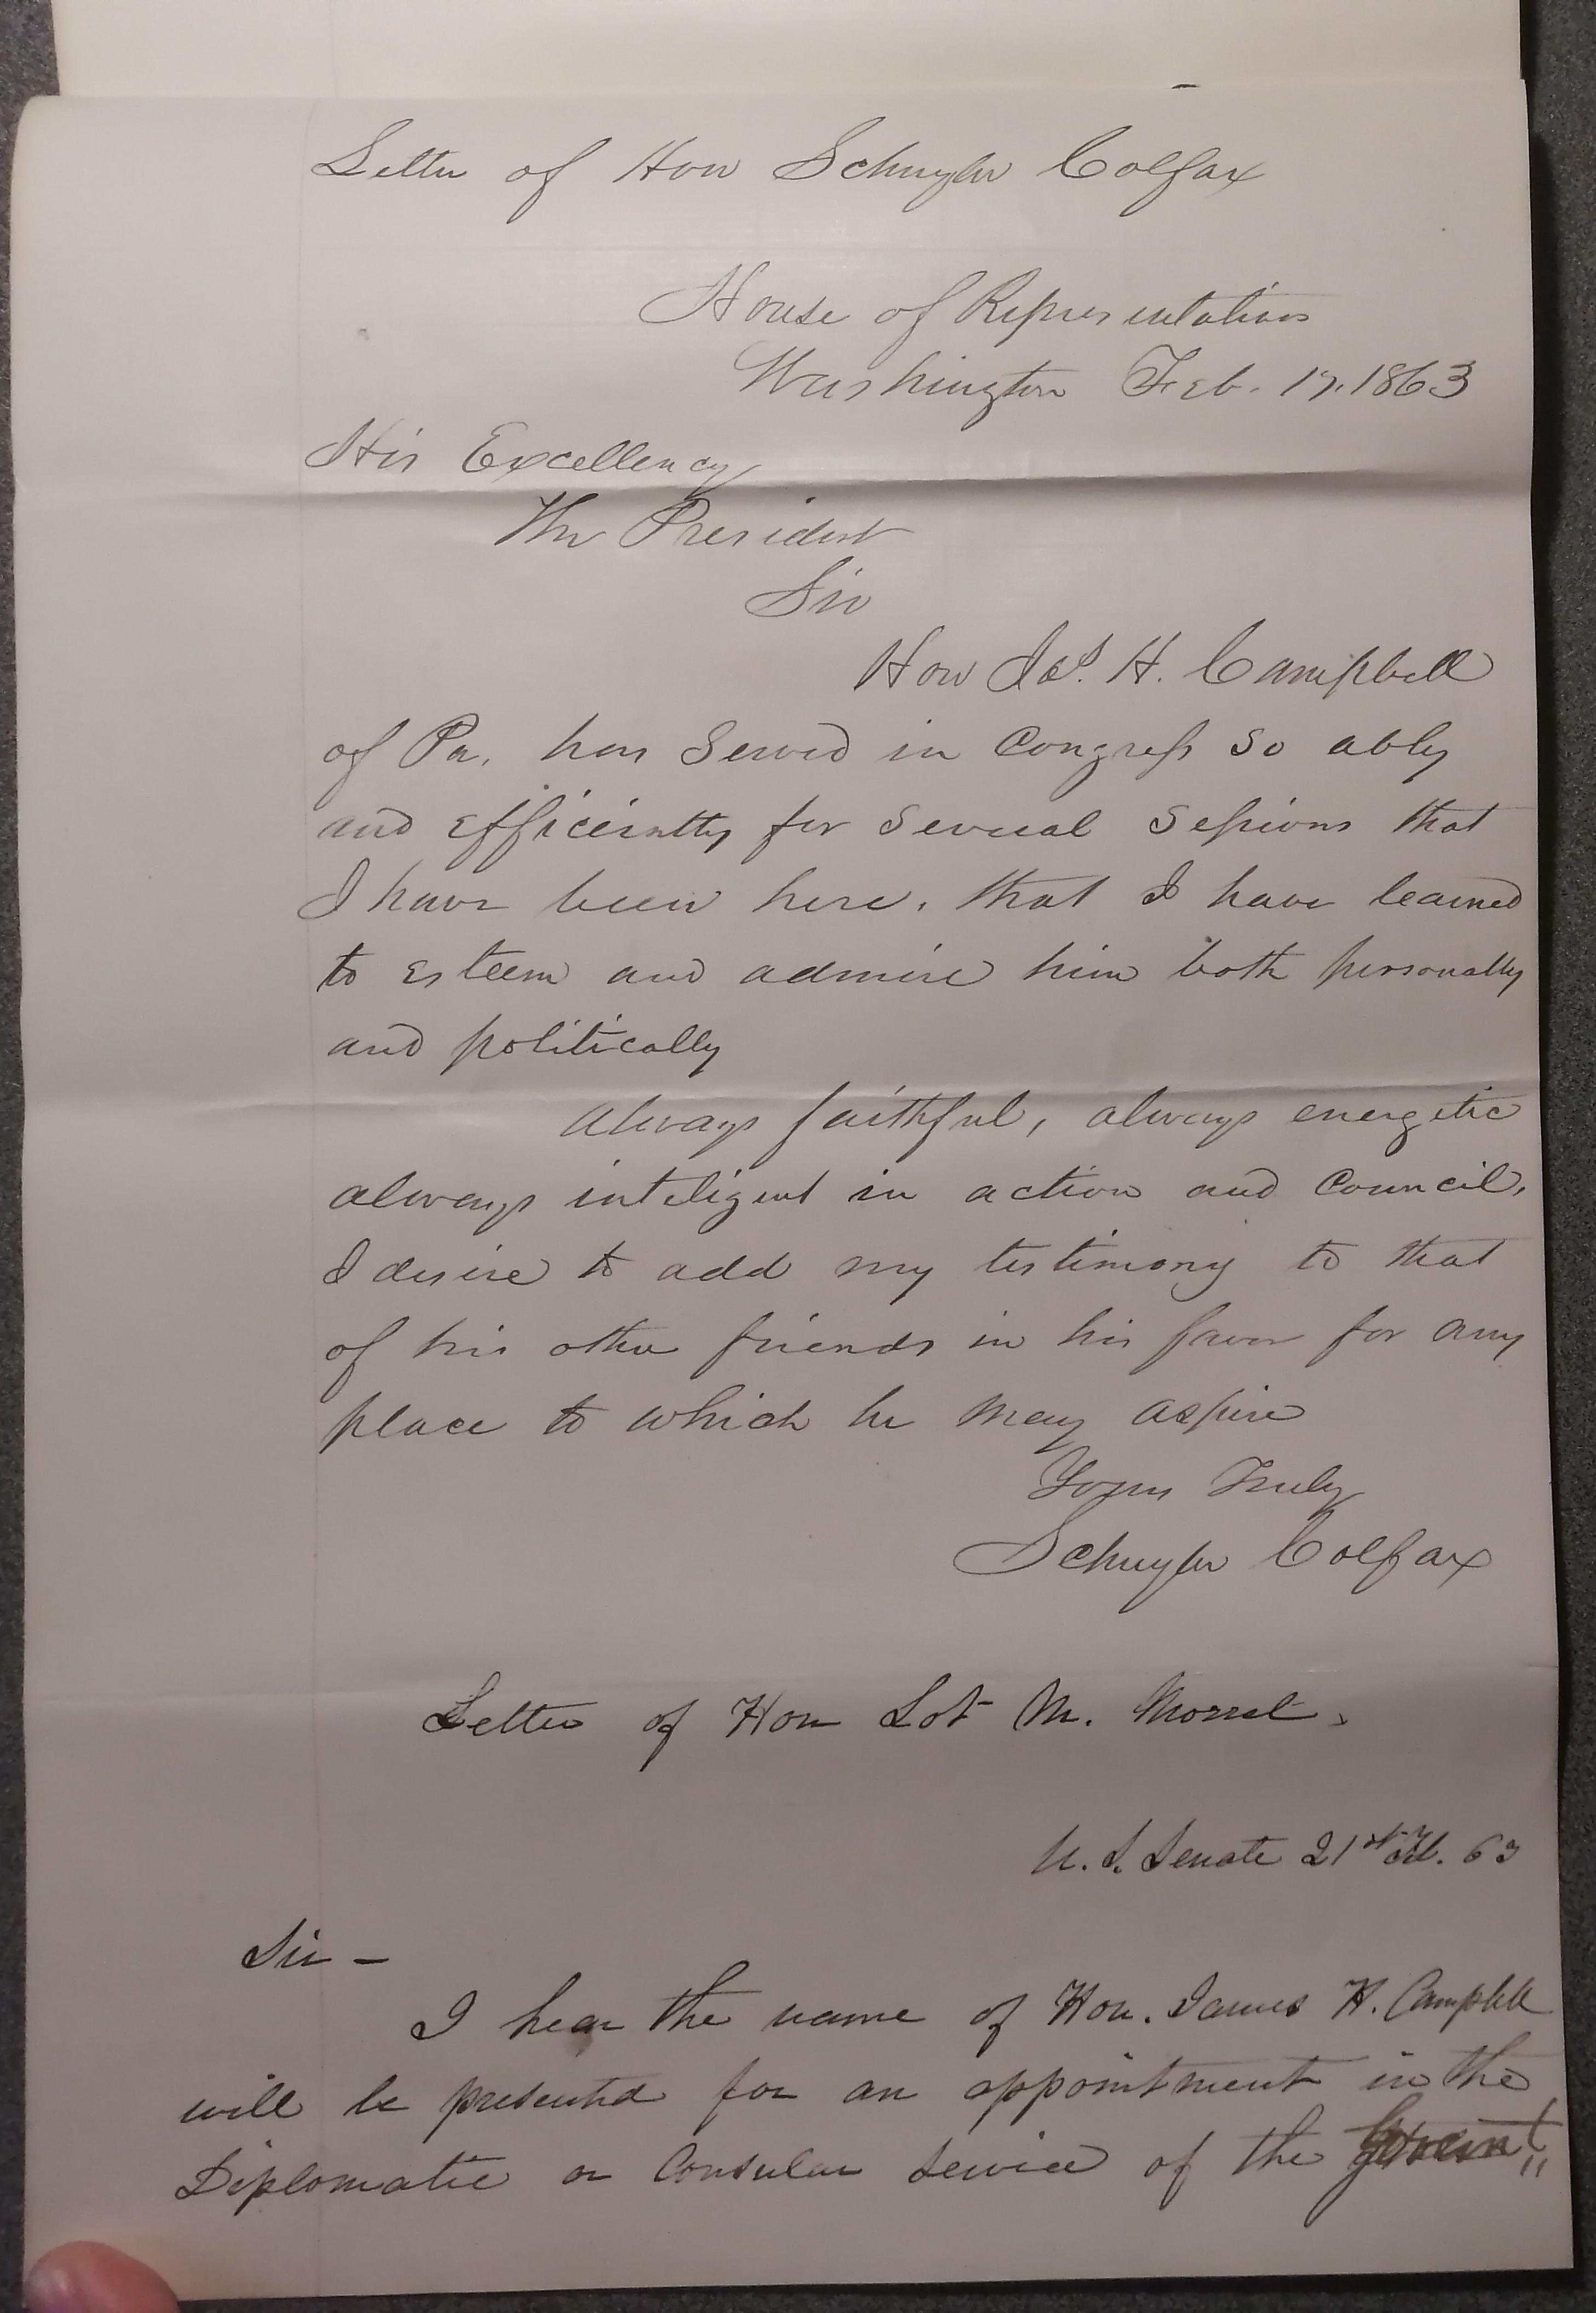 Letter of Hon Schuyler Colfax
House of Representatives
Washington Feb. 17. 1863
His Excellency
The President
Sir
Hon Jas. H. Campbell
of Pa. has served in Congress so ably
and efficiently for several sessions that
I have been here, that I have learned
to esteem and admire him both personally
and politically
always faithful, always energetic
always inteligent in action and Council,
I desire to add my testimony to that
of his other friends in his favor for any
place to which he may aspire
Yours Truly
Schuyler Colfax
Letter of Hon Lot M. Morrel.
U. S. Senate 21st Feb. 63
Sir –
I hear the name of Hon. James H. Campbell
will be presented for an appointment in the
Diplomatic or Consular service of the